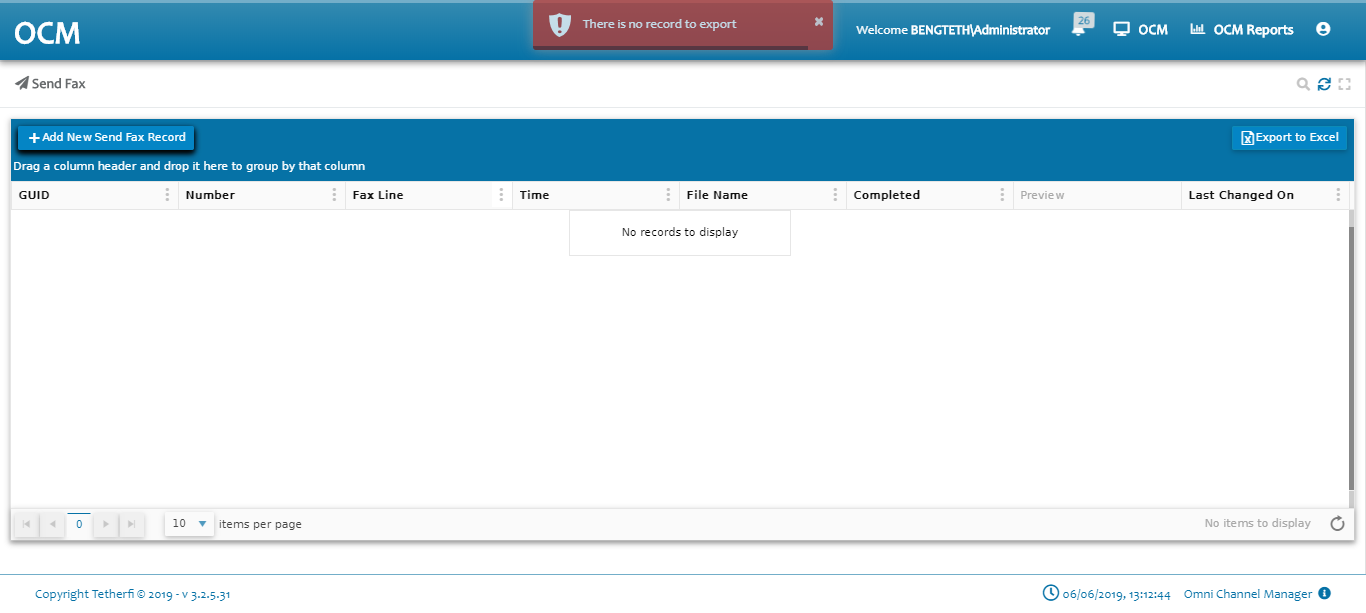 OCM
There is no record to export
Welcome BENGTETH\Administrator
26
OCM
OCM Reports
Send Fax
Add New Send Fax Record
Export to Excel
Drag a column header and drop it here to group by that column
GUID Number Fax Line Time File Name Completed Preview Last Changed On
No records to display
0 10 items per page No items to display
Copyright Tetherfi © 2019 - v 3.2.5.31 06/06/2019, 13:12:44 Omni Channel Manager